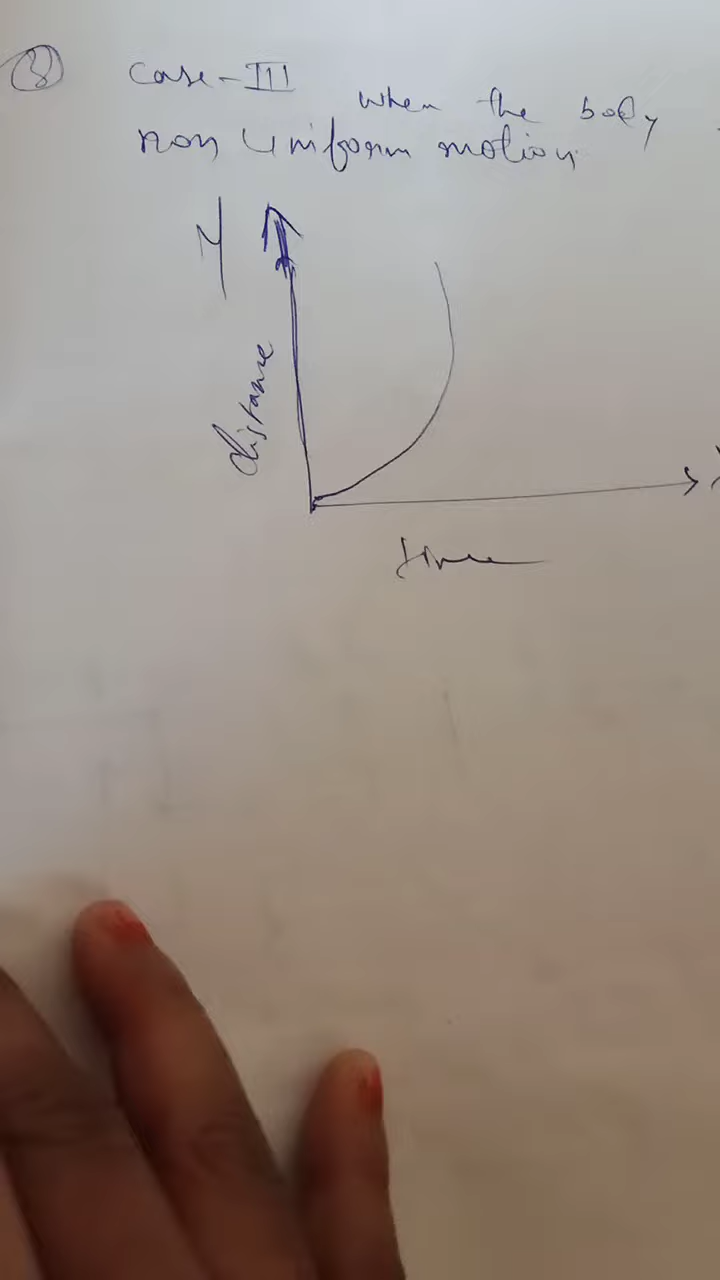 3
Case-III when the body
non uniform motion
Y
distance
time